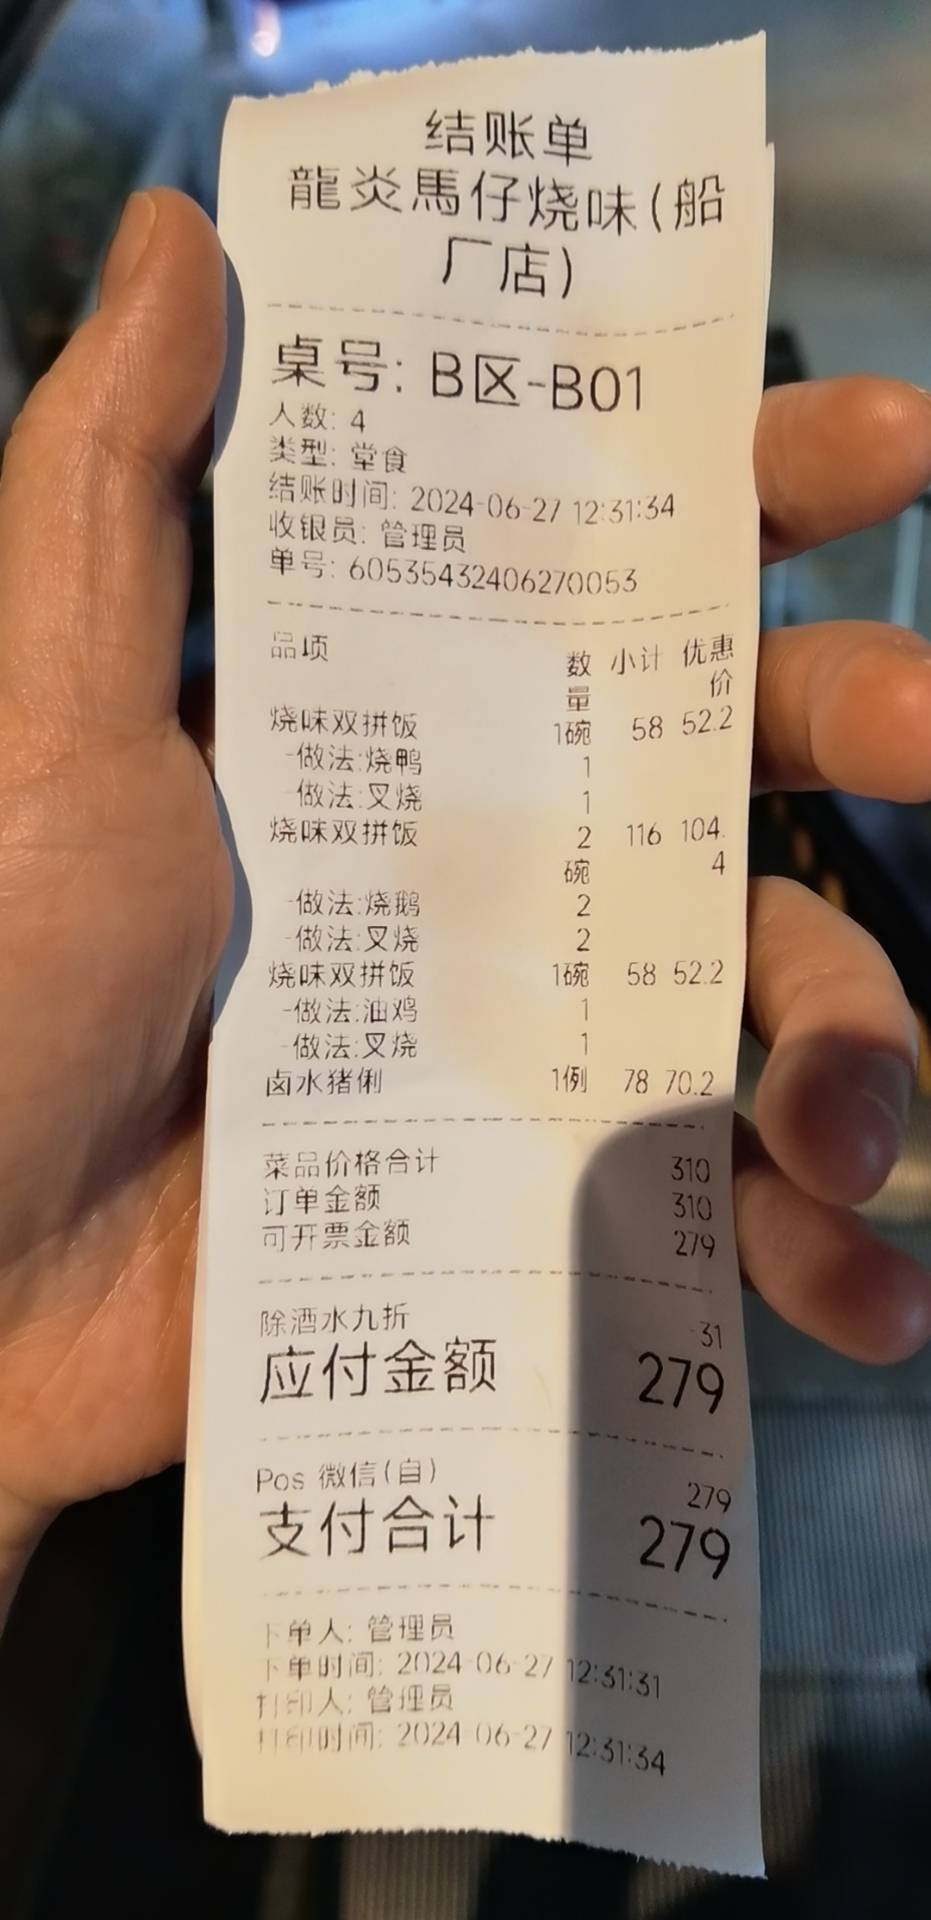 结账单
龍炎馬仔烧味(船
厂店)
桌号: B区-B01
人数: 4
类型: 堂食
结账时间: 2024-06-27 12:31:34
收银员: 管理员
单号: 605354432406270053
品项 数量 小计 优惠价
烧味双拼饭 1碗 58 52.2
-做法:烧鸭 1
-做法:叉烧 1
烧味双拼饭 2碗 116 104.4
-做法:烧鹅 2
-做法:叉烧 2
烧味双拼饭 1碗 58 52.2
-做法:油鸡 1
-做法:叉烧 1
卤水猪俐 1例 78 70.2
菜品价格合计 310
订单金额 310
可开票金额 279
除酒水九折 -31
应付金额 279
Pos 微信(自) 279
支付合计 279
下单人: 管理员
下单时间: 2024-06-27 12:31:31
打印人: 管理员
打印时间: 2024-06-27 12:31:34